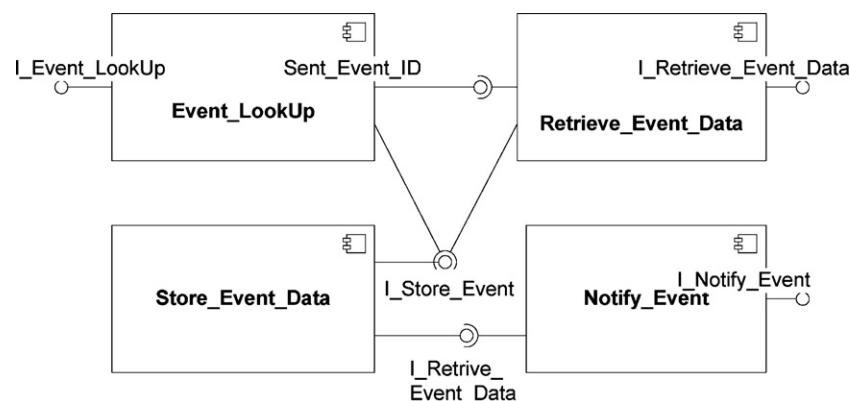 I_Event_LookUp
Sent_Event_ID
Event_LookUp
I_Retrieve_Event_Data
Retrieve_Event_Data
Store_Event_Data
I_Store_Event
I_Notify_Event
Notify_Event
I_Retrive_
Event_Data